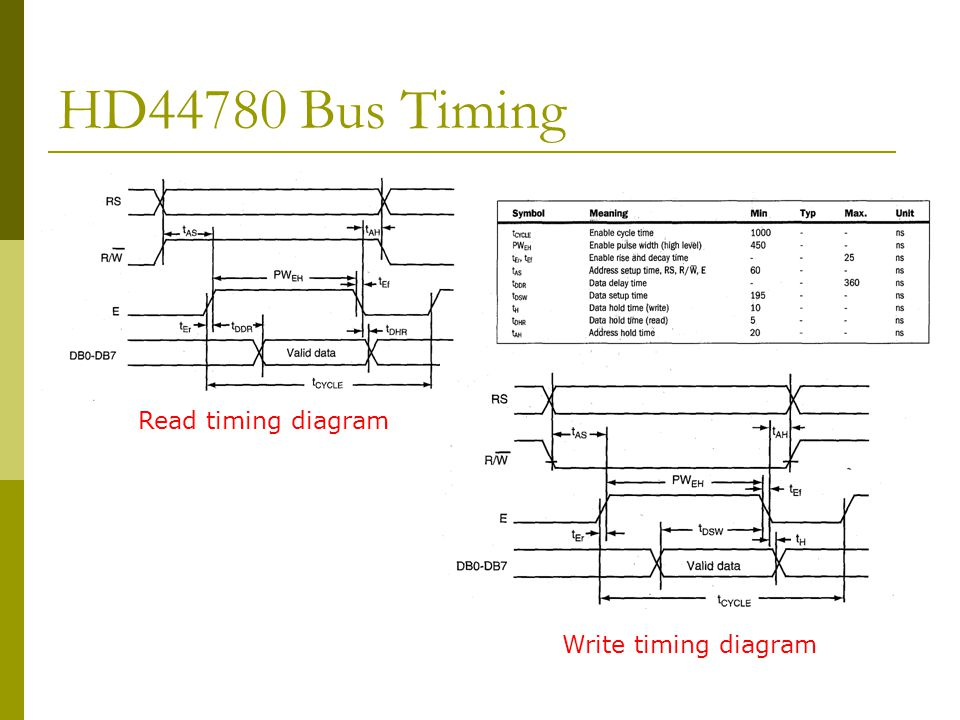 HD44780 Bus Timing
RS
tAS
tAH
R/W̅
PWEH
tEf
E
tEr
tDDR
tDHR
DB0-DB7
Valid data
tCYCLE
Read timing diagram
Symbol Meaning Min Typ Max. Unit
tCYCLE Enable cycle time 1000 - - ns
PWEH Enable pulse width (high level) 450 - - ns
tEr, tEf Enable rise and decay time - - 25 ns
tAS Address setup time, RS, R/W̅, E 60 - - ns
tDDR Data delay time - - 360 ns
tDSW Data setup time 195 - - ns
tH Data hold time (write) 10 - - ns
tDHR Data hold time (read) 5 - - ns
tAH Address hold time 20 - - ns
RS
tAS
tAH
R/W̅
PWEH
tEf
E
tEr
tDSW
tH
DB0-DB7
Valid data
tCYCLE
Write timing diagram